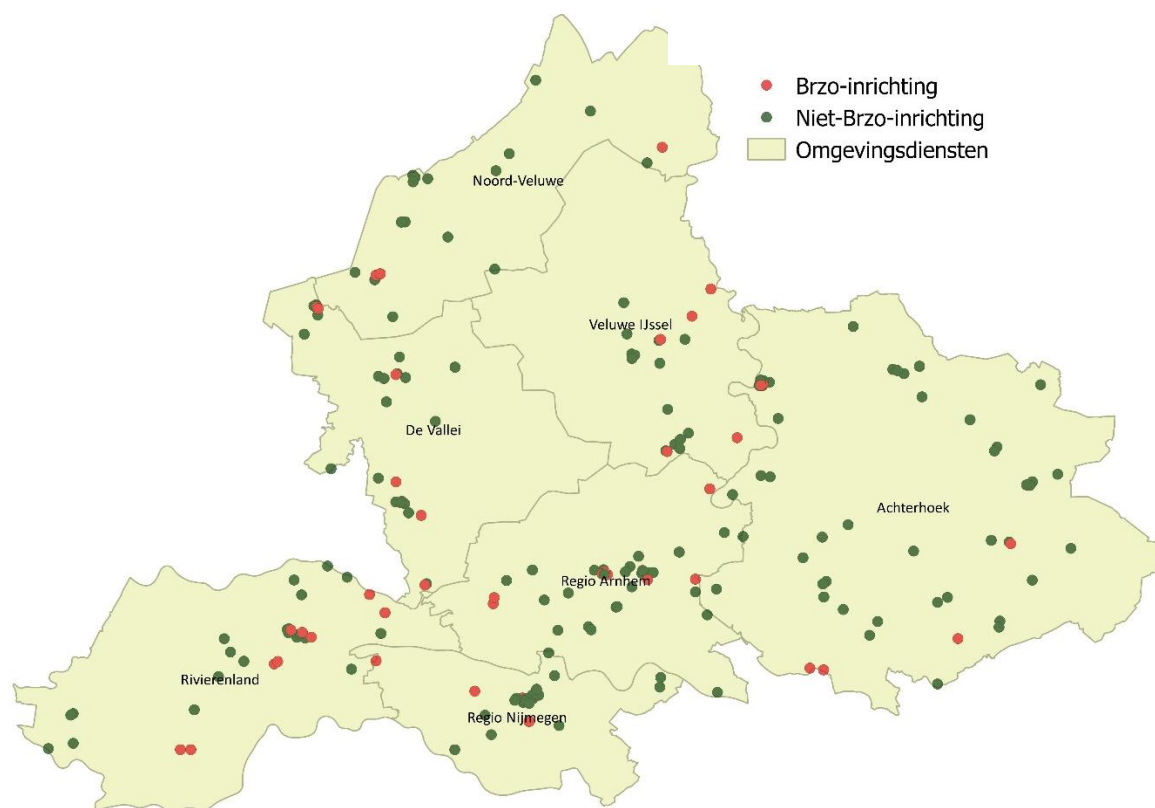 Brzo-inrichting
Niet-Brzo-inrichting
Omgevingsdiensten
Noord-Veluwe
Veluwe IJssel
De Vallei
Achterhoek
Regio Arnhem
Rivierenland
Regio Nijmegen